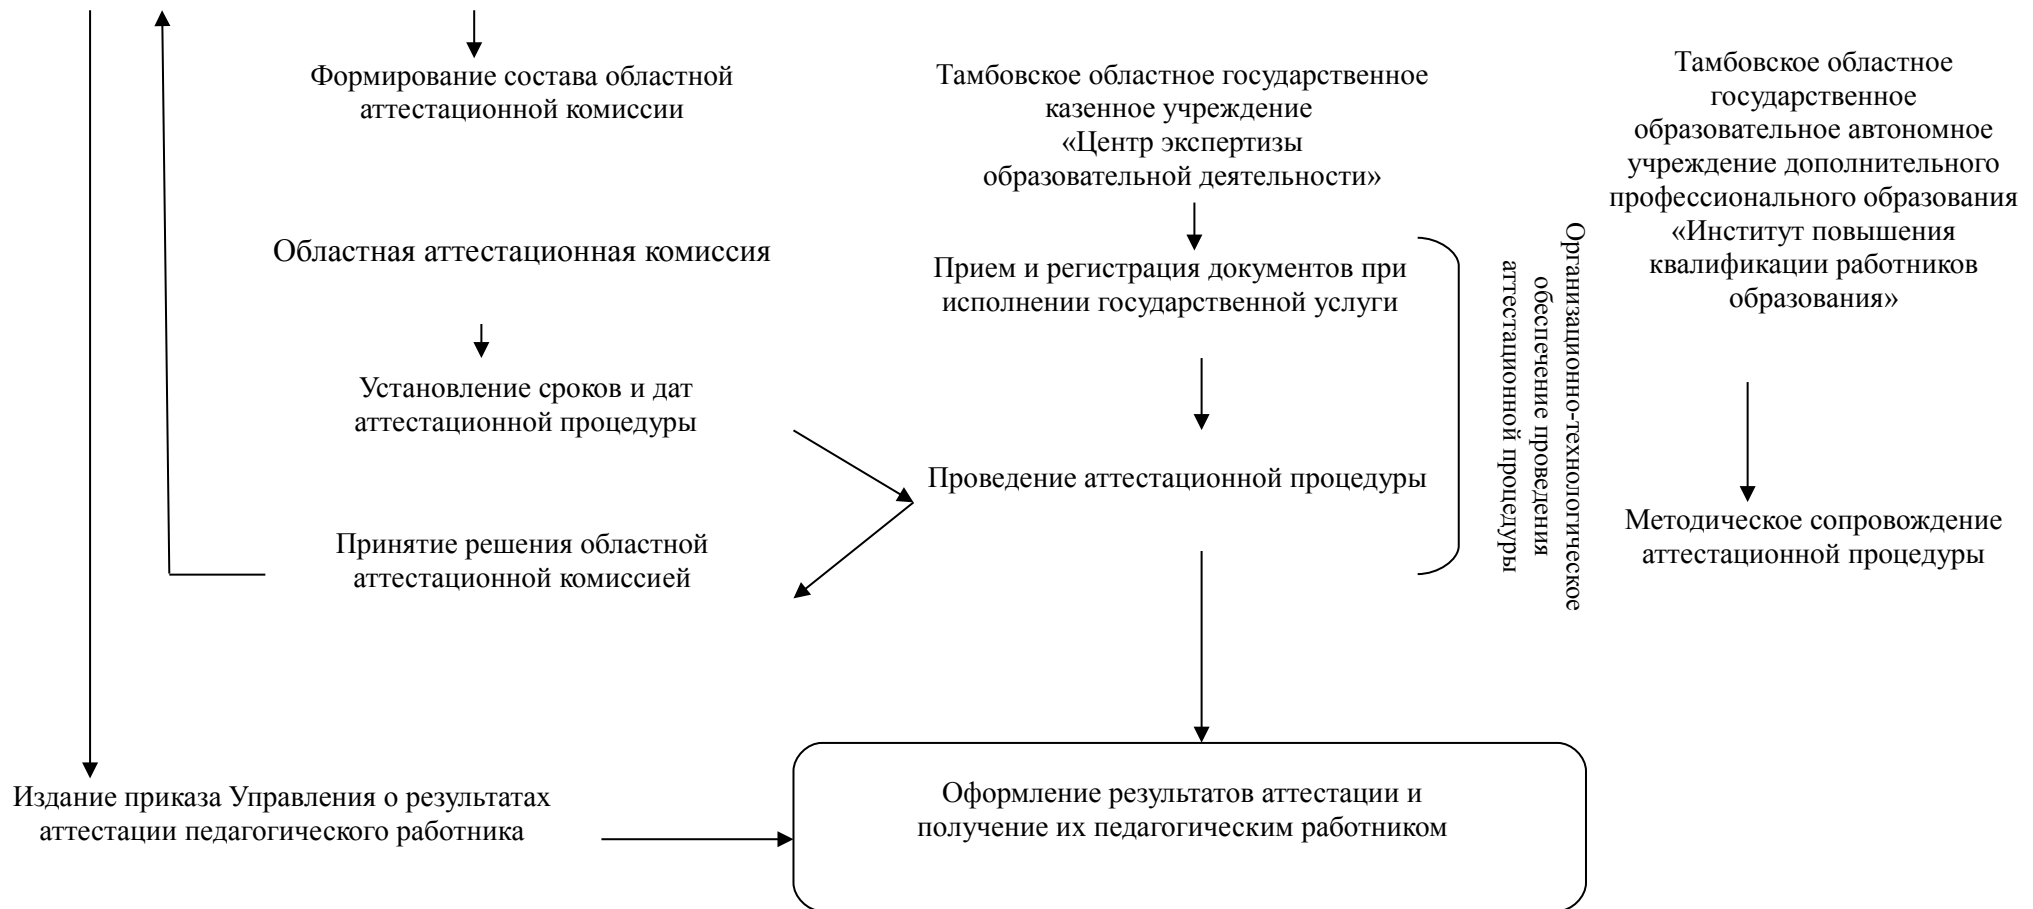 Формирование состава областной
аттестационной комиссии
Областная аттестационная комиссия
Установление сроков и дат
аттестационной процедуры
Принятие решения областной
аттестационной комиссией
Тамбовское областное государственное
казенное учреждение
«Центр экспертизы
образовательной деятельности»
Прием и регистрация документов при
исполнении государственной услуги
Проведение аттестационной процедуры
Организационно-технологическое
обеспечение проведения
аттестационной процедуры
Тамбовское областное
государственное
образовательное автономное
учреждение дополнительного
профессионального образования
«Институт повышения
квалификации работников
образования»
Методическое сопровождение
аттестационной процедуры
Издание приказа Управления о результатах
аттестации педагогического работника
Оформление результатов аттестации и
получение их педагогическим работником